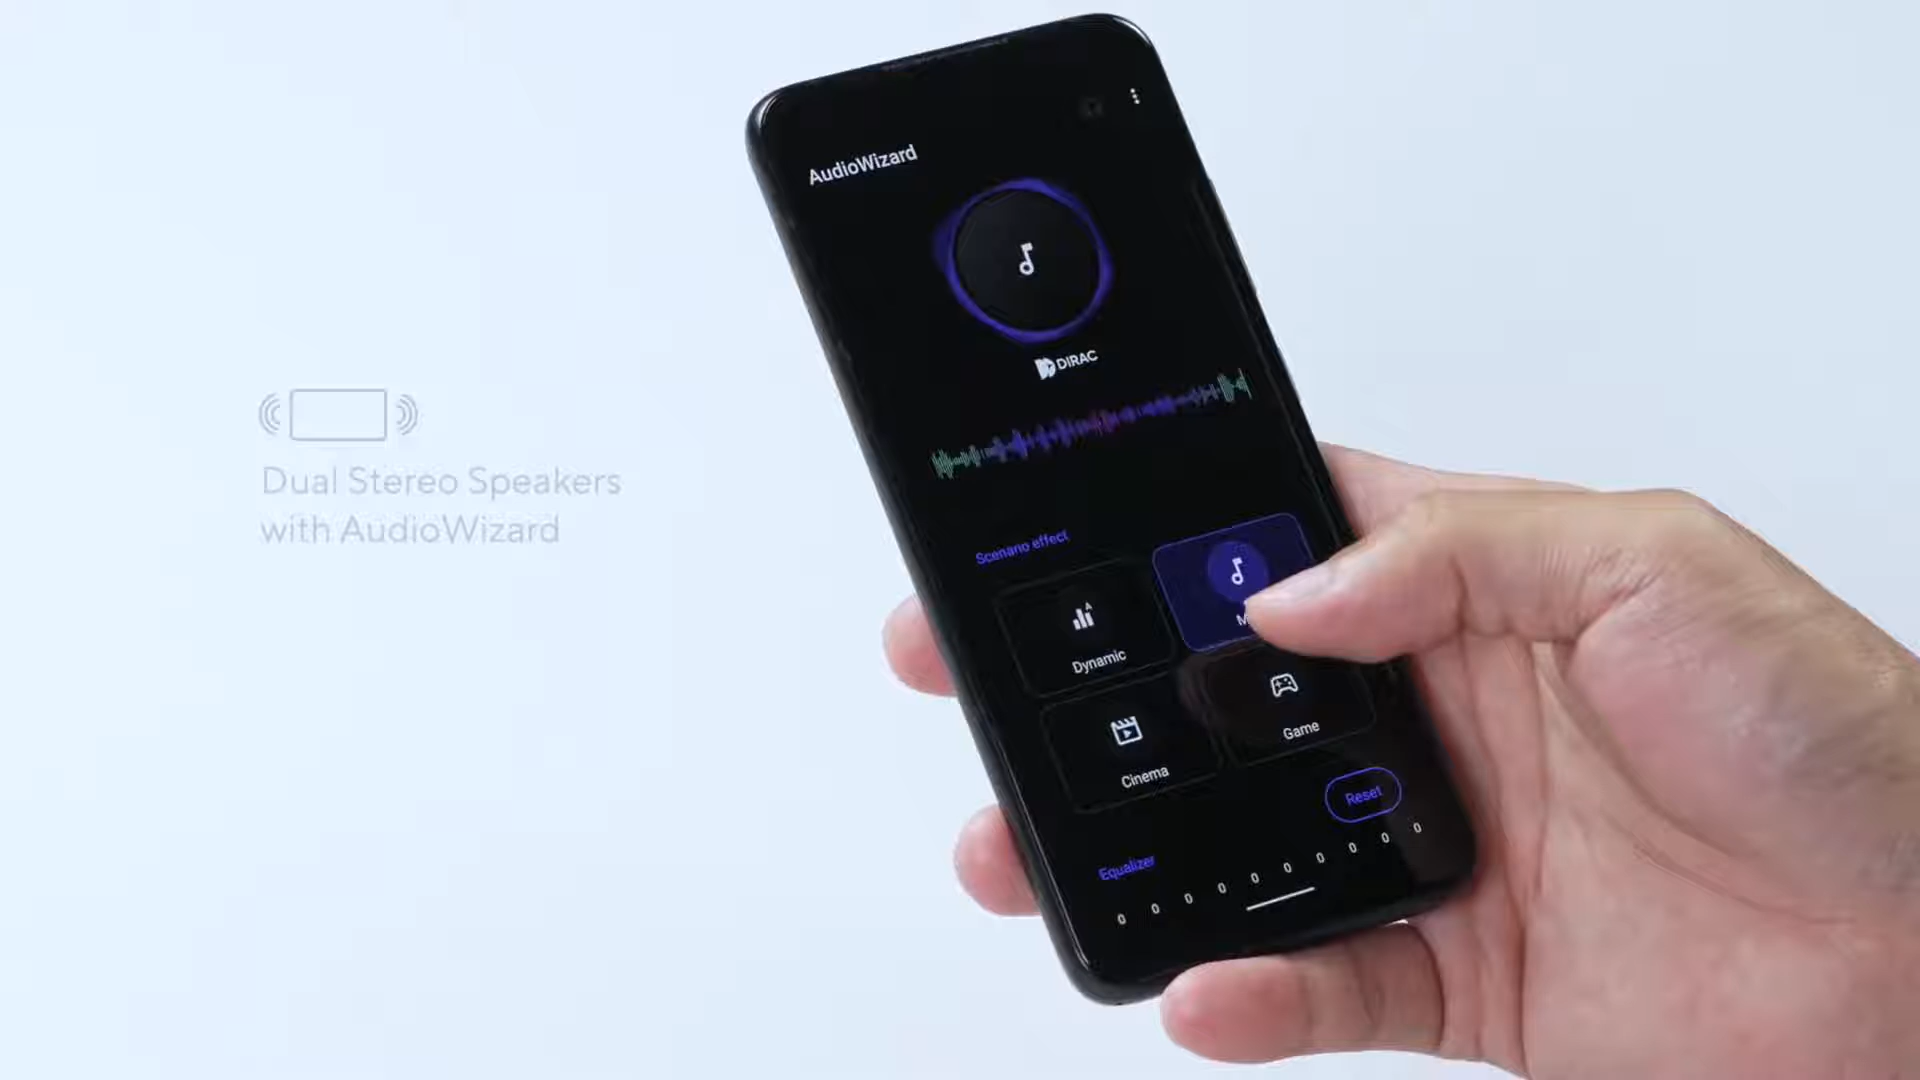 Dual Stereo Speakers
with AudioWizard
AudioWizard
DIRAC
Scenario effect
Dynamic
Cinema
Game
Reset
Equalizer
0 0 0 0 0 0 0 0 0 0